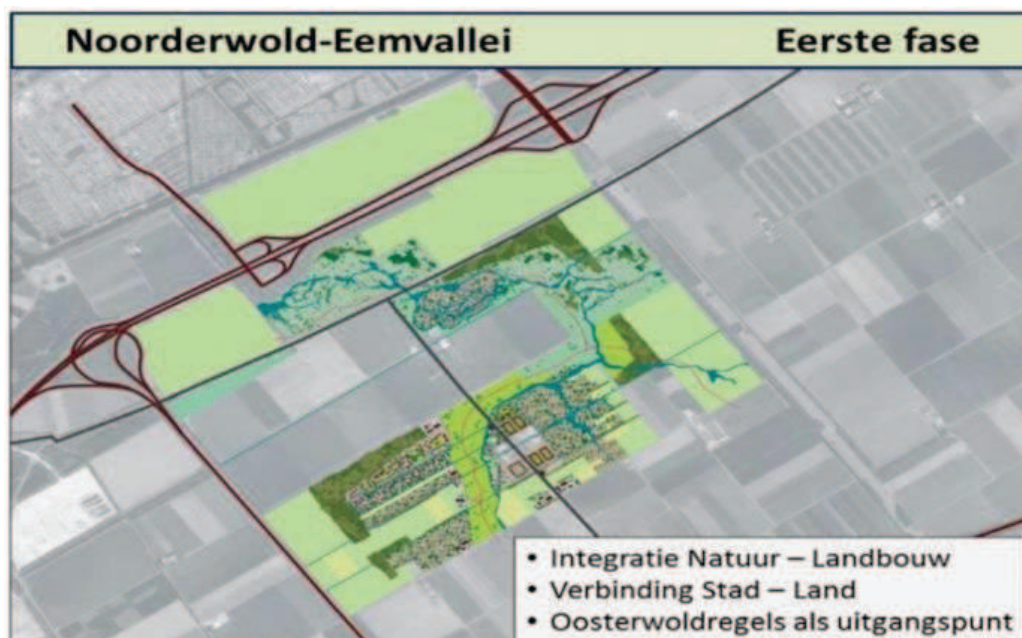 Noorderwold-Eemvallei Eerste fase
• Integratie Natuur – Landbouw
• Verbinding Stad – Land
• Oosterwoldregels als uitgangspunt